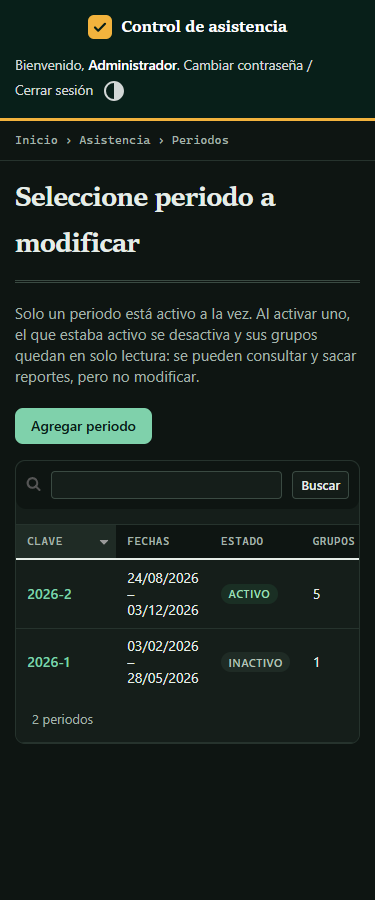 Control de asistencia
Bienvenido, Administrador. Cambiar contraseña /
Cerrar sesión
Inicio › Asistencia › Periodos
Seleccione periodo a
modificar
Solo un periodo está activo a la vez. Al activar uno,
el que estaba activo se desactiva y sus grupos
quedan en solo lectura: se pueden consultar y sacar
reportes, pero no modificar.
Agregar periodo
Buscar
CLAVE FECHAS ESTADO GRUPOS
24/08/2026
2026-2 – ACTIVO 5
03/12/2026
03/02/2026
2026-1 – INACTIVO 1
28/05/2026
2 periodos